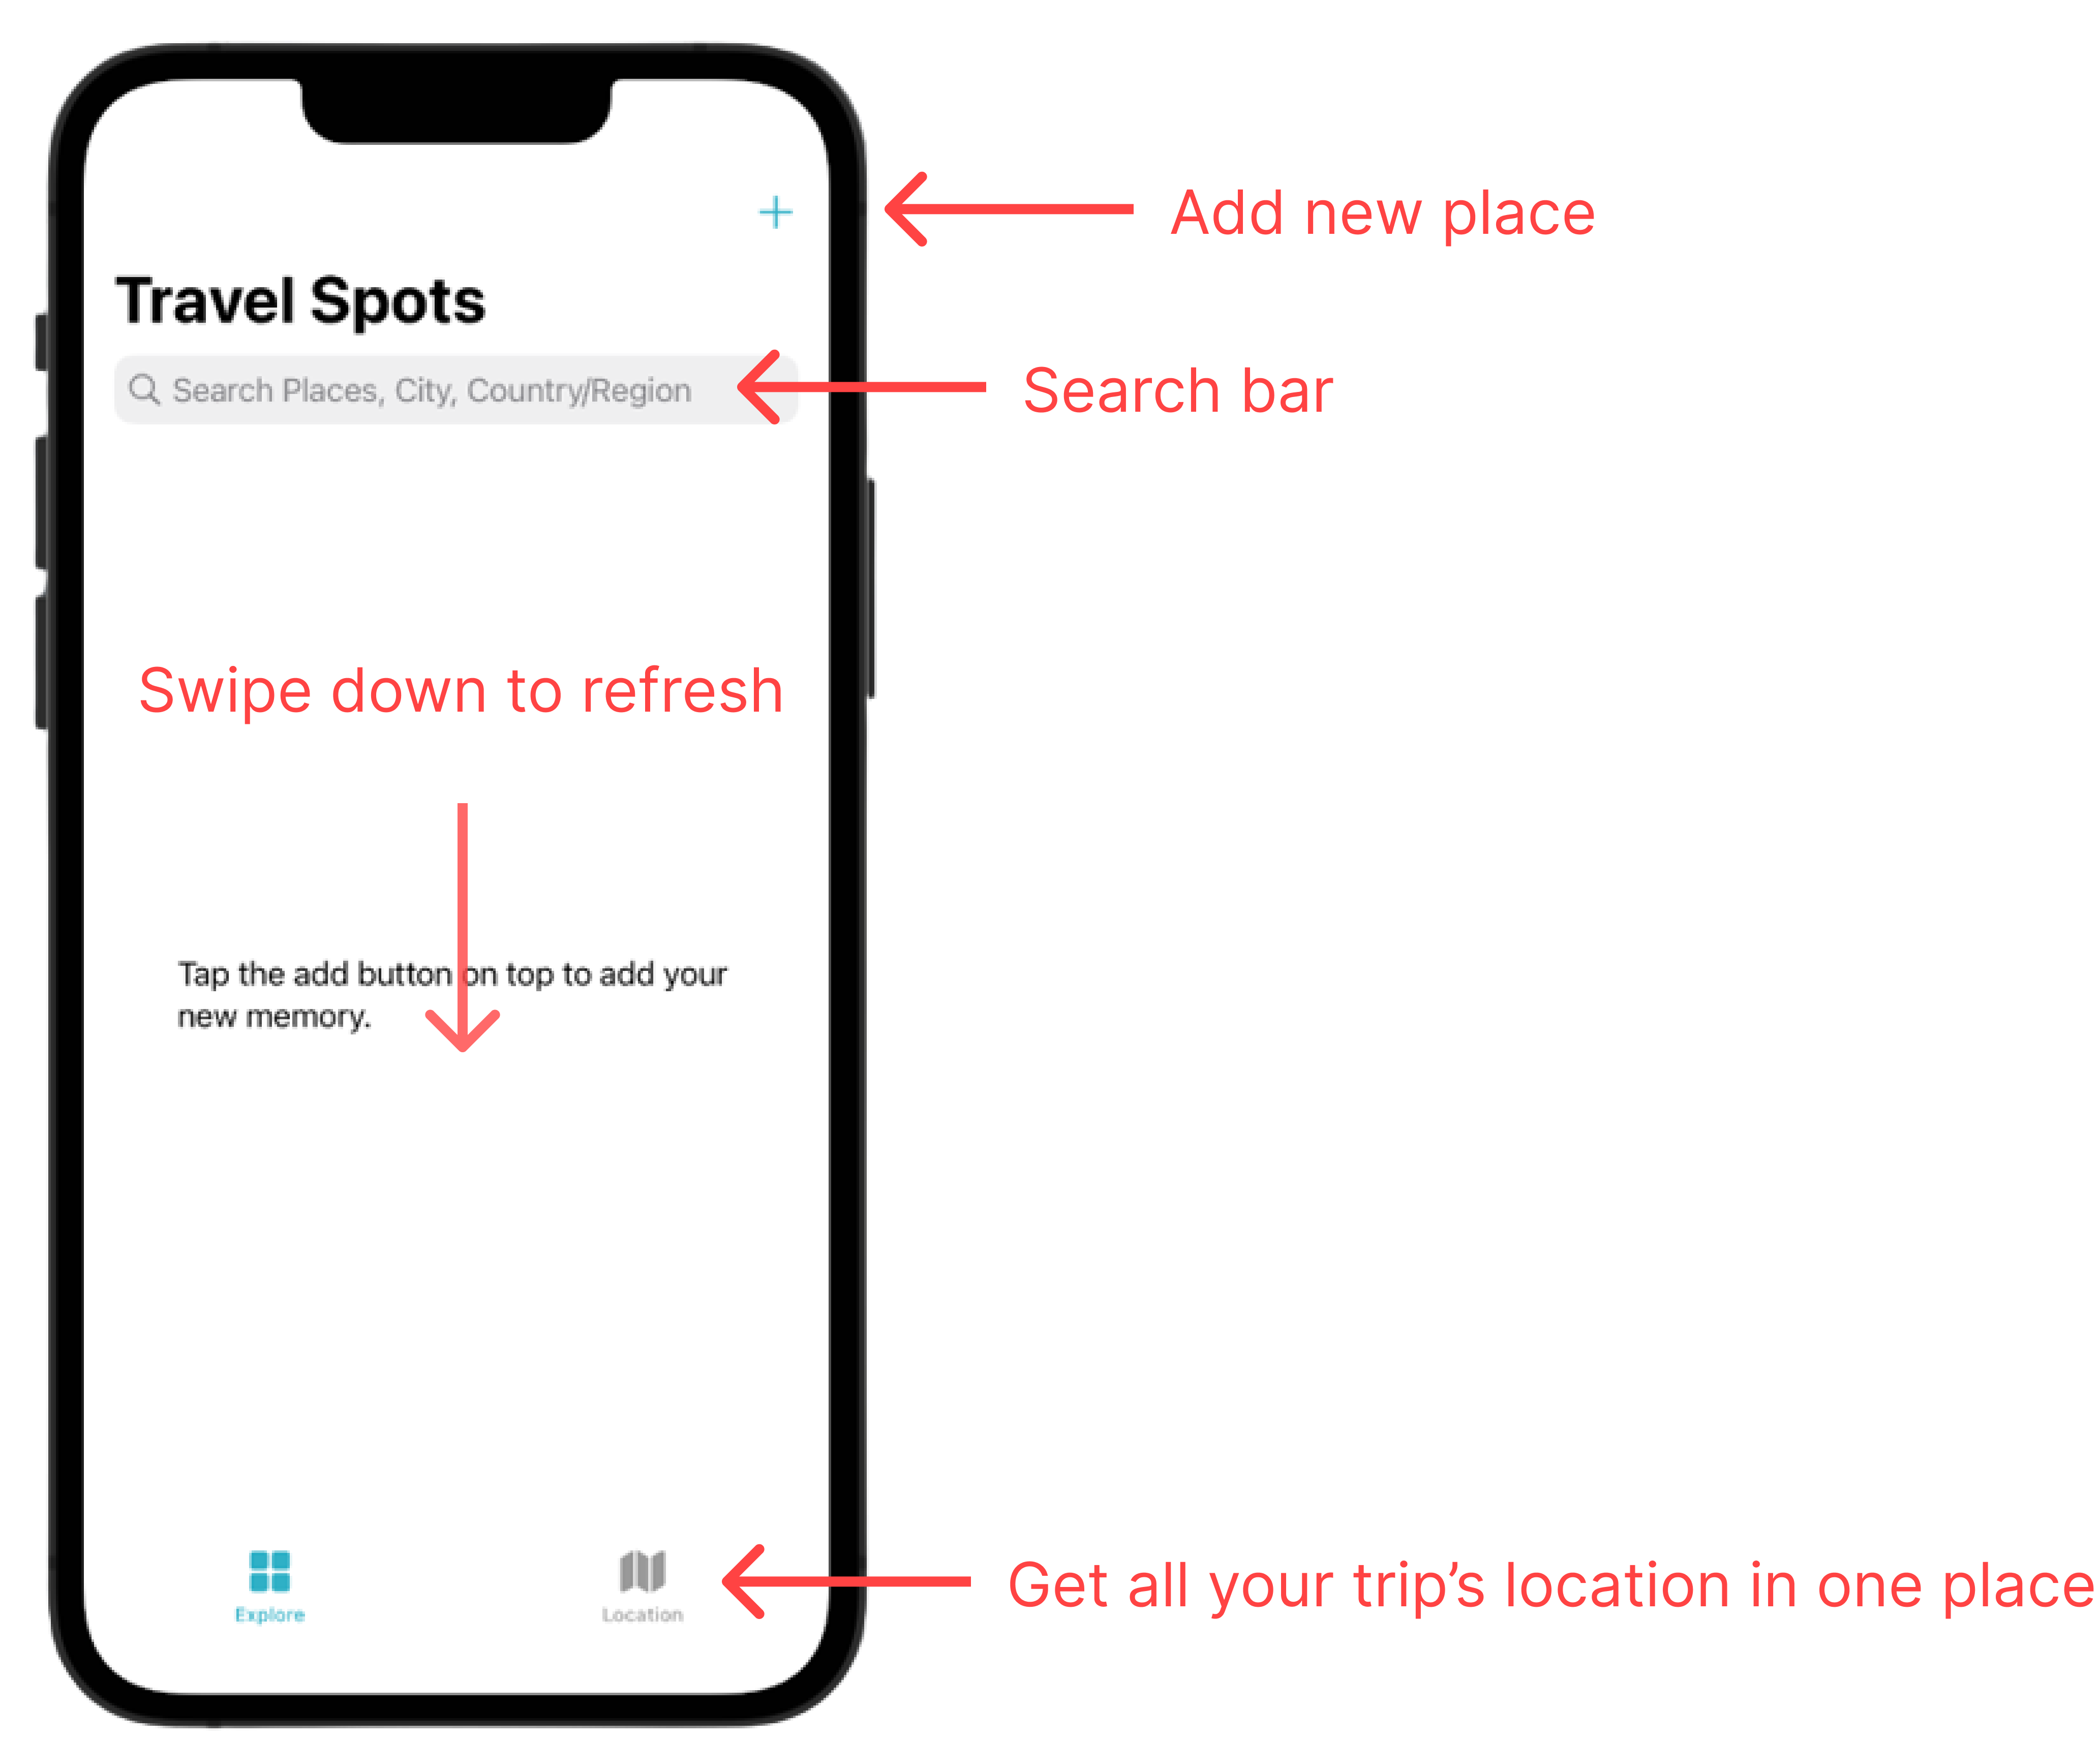 Add new place
Travel Spots
Search Places, City, Country/Region
Search bar
Swipe down to refresh
Tap the add button on top to add your
new memory.
Explore
Location
Get all your trip's location in one place